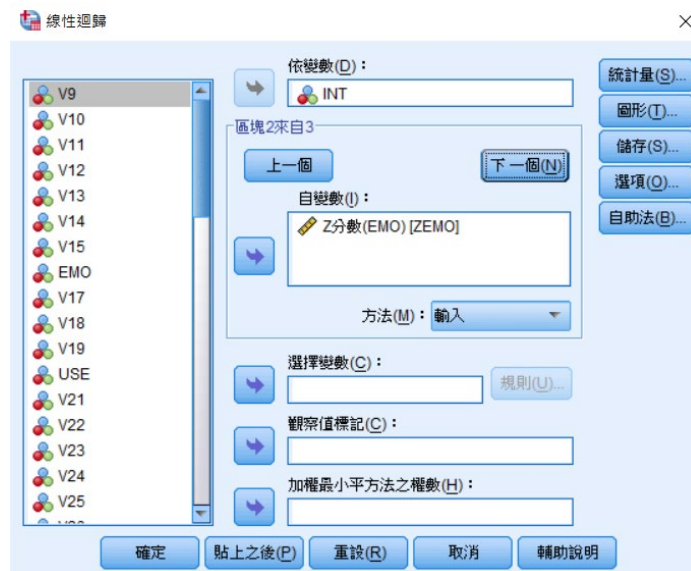 線性迴歸
V9
V10
V11
V12
V13
V14
V15
EMO
V17
V18
V19
USE
V21
V22
V23
V24
V25
依變數(D)：
INT
區塊2來自3
上一個
下一個(N)
自變數(I)：
Z分數(EMO) [ZEMO]
方法(M)：
輸入
選擇變數(C)：
規則(U)...
觀察值標記(C)：
加權最小平方法之權數(H)：
統計量(S)...
圖形(T)...
儲存(S)...
選項(O)...
自助法(B)...
確定
貼上之後(P)
重設(R)
取消
輔助說明